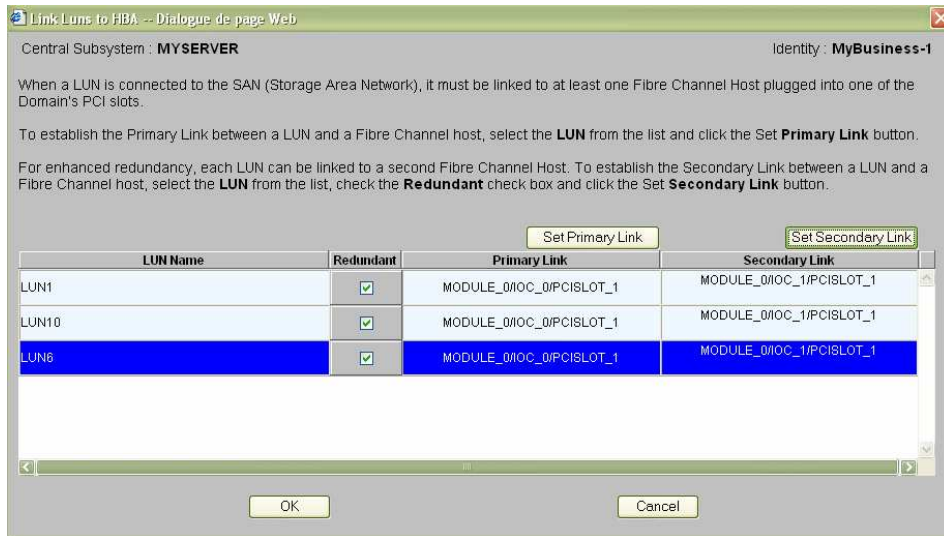 Link Luns to HBA -- Dialogue de page Web
Central Subsystem : MYSERVER Identity : MyBusiness-1
When a LUN is connected to the SAN (Storage Area Network), it must be linked to at least one Fibre Channel Host plugged into one of the
Domain's PCI slots.
To establish the Primary Link between a LUN and a Fibre Channel host, select the LUN from the list and click the Set Primary Link button.
For enhanced redundancy, each LUN can be linked to a second Fibre Channel Host. To establish the Secondary Link between a LUN and a
Fibre Channel host, select the LUN from the list, check the Redundant check box and click the Set Secondary Link button.
Set Primary Link Set Secondary Link
LUN Name Redundant Primary Link Secondary Link
LUN1 MODULE_0/IOC_0/PCISLOT_1 MODULE_0/IOC_1/PCISLOT_1
LUN10 MODULE_0/IOC_0/PCISLOT_1 MODULE_0/IOC_1/PCISLOT_1
LUN6 MODULE_0/IOC_0/PCISLOT_1 MODULE_0/IOC_1/PCISLOT_1
OK Cancel